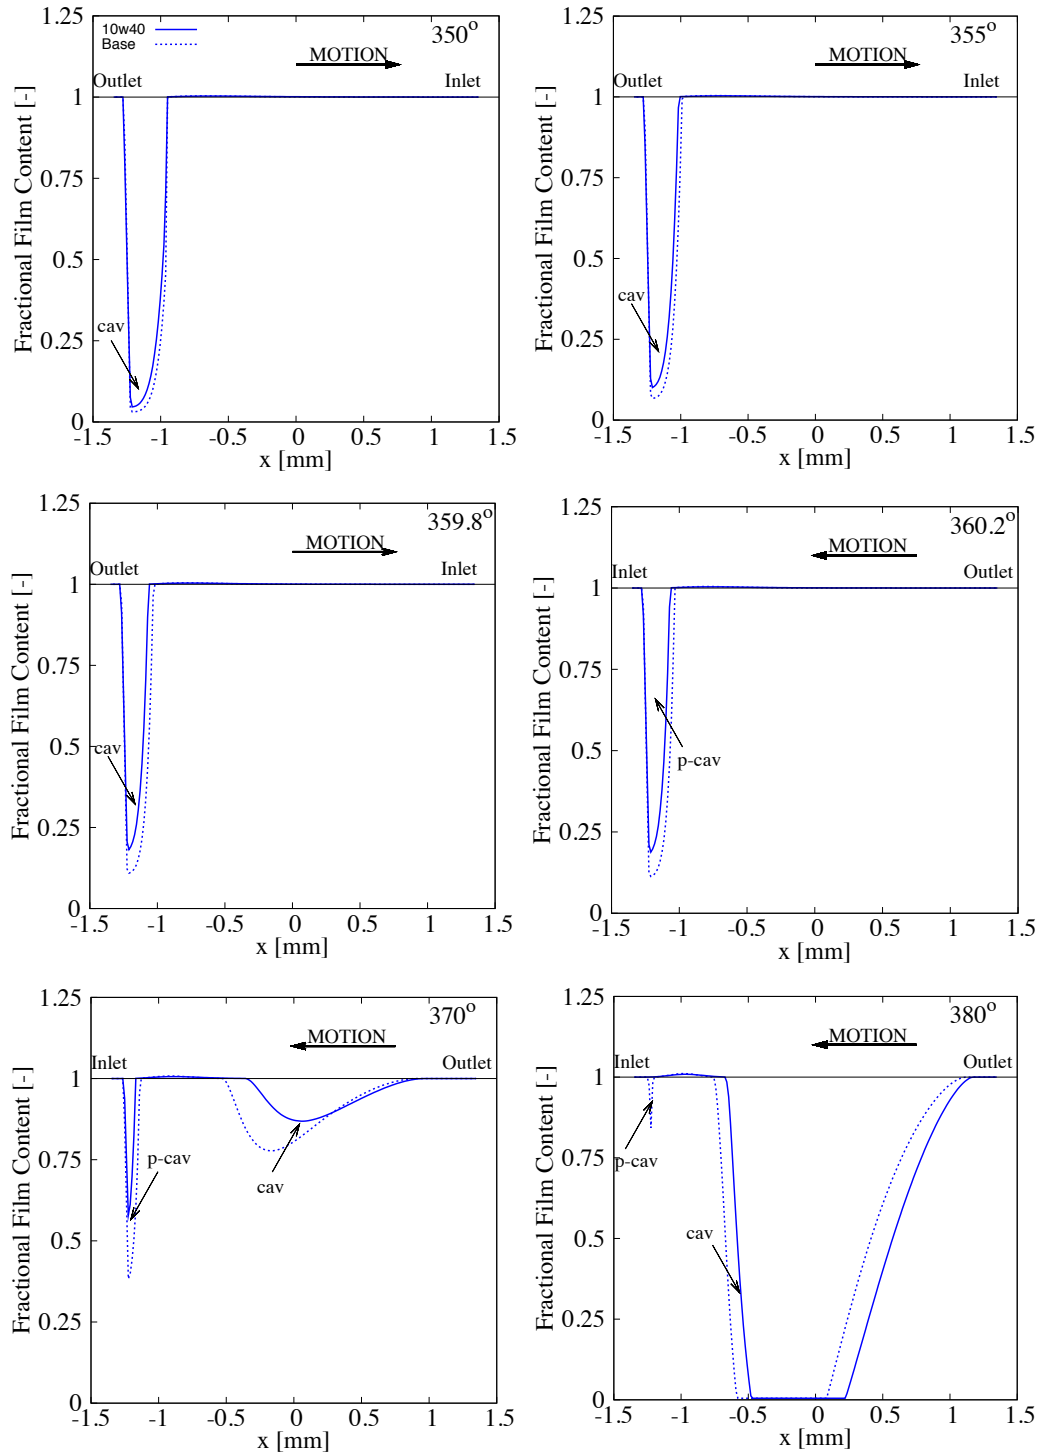 1.25
1
0.75
0.5
0.25
0
Fractional Film Content [-]
10w40
Base
350°
MOTION
Outlet
Inlet
cav
-1.5 -1 -0.5 0 0.5 1 1.5
x [mm]
1.25
1
0.75
0.5
0.25
0
Fractional Film Content [-]
355°
MOTION
Outlet
Inlet
cav
-1.5 -1 -0.5 0 0.5 1 1.5
x [mm]
1.25
1
0.75
0.5
0.25
0
Fractional Film Content [-]
359.8°
MOTION
Outlet
Inlet
cav
-1.5 -1 -0.5 0 0.5 1 1.5
x [mm]
1.25
1
0.75
0.5
0.25
0
Fractional Film Content [-]
360.2°
MOTION
Inlet
Outlet
p-cav
-1.5 -1 -0.5 0 0.5 1 1.5
x [mm]
1.25
1
0.75
0.5
0.25
0
Fractional Film Content [-]
370°
MOTION
Inlet
Outlet
p-cav
cav
-1.5 -1 -0.5 0 0.5 1 1.5
x [mm]
1.25
1
0.75
0.5
0.25
0
Fractional Film Content [-]
380°
MOTION
Inlet
Outlet
p-cav
cav
-1.5 -1 -0.5 0 0.5 1 1.5
x [mm]